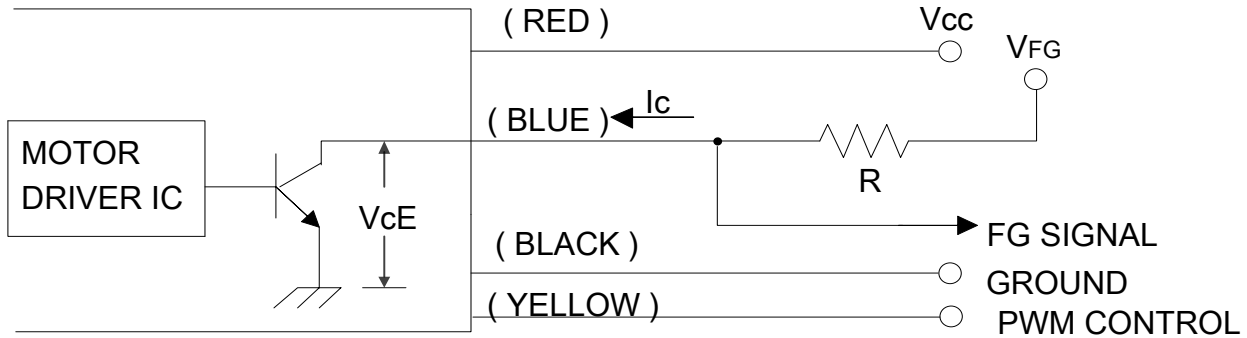 ( RED )
Vcc
VFG
( BLUE )
Ic
MOTOR
DRIVER IC
R
VcE
FG SIGNAL
( BLACK )
GROUND
( YELLOW )
PWM CONTROL